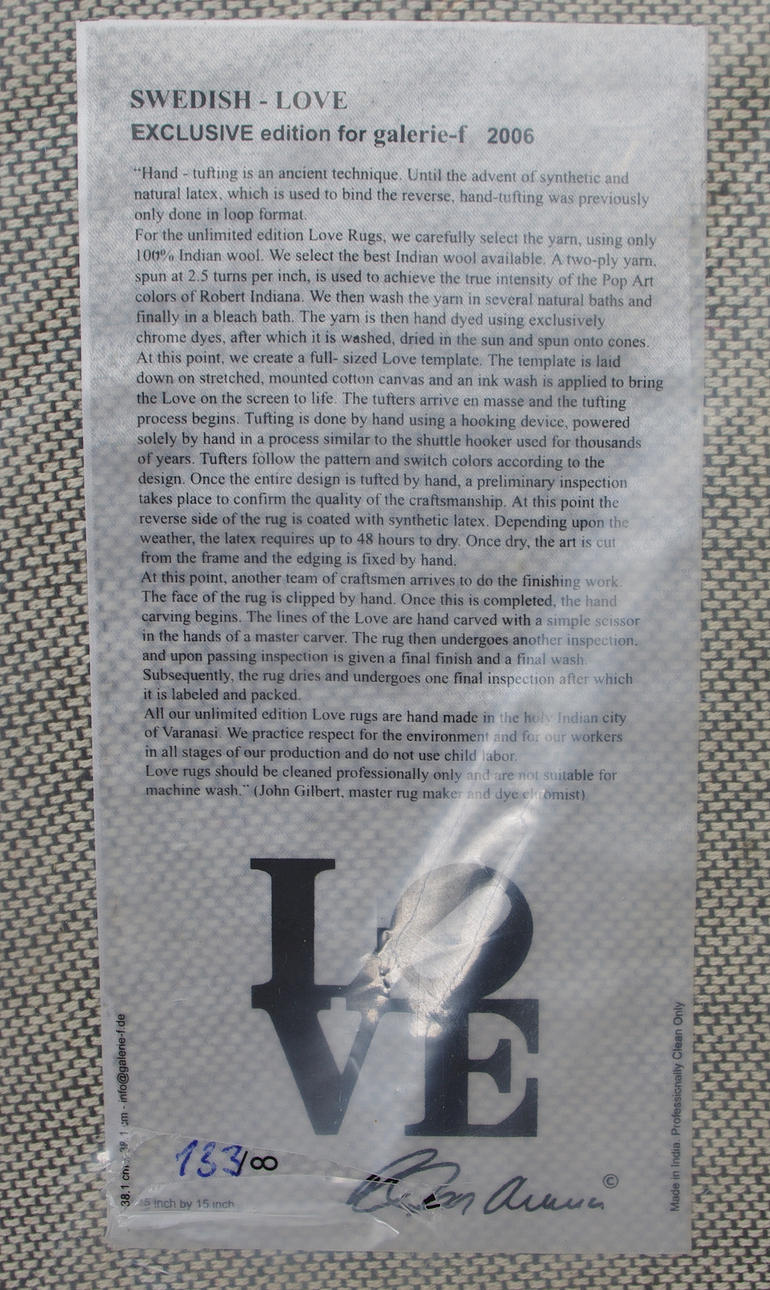 SWEDISH - LOVE
EXCLUSIVE edition for galerie-f 2006
“Hand - tufting is an ancient technique. Until the advent of synthetic and
natural latex, which is used to bind the reverse, hand-tufting was previously
only done in loop format.
For the unlimited edition Love Rugs, we carefully select the yarn, using only
100% Indian wool. We select the best Indian wool available. A two-ply yarn,
spun at 2.5 turns per inch, is used to achieve the true intensity of the Pop Art
colors of Robert Indiana. We then wash the yarn in several natural baths and
finally in a bleach bath. The yarn is then hand dyed using exclusively
chrome dyes, after which it is washed, dried in the sun and spun onto cones.
At this point, we create a full- sized Love template. The template is laid
down on stretched, mounted cotton canvas and an ink wash is applied to bring
the Love on the screen to life. The tufters arrive en masse and the tufting
process begins. Tufting is done by hand using a hooking device, powered
solely by hand in a process similar to the shuttle hooker used for thousands
of years. Tufters follow the pattern and switch colors according to the
design. Once the entire design is tufted by hand, a preliminary inspection
takes place to confirm the quality of the craftsmanship. At this point the
reverse side of the rug is coated with synthetic latex. Depending upon the
weather, the latex requires up to 48 hours to dry. Once dry, the art is cut
from the frame and the edging is fixed by hand.
At this point, another team of craftsmen arrives to do the finishing work.
The face of the rug is clipped by hand. Once this is completed, the hand
carving begins. The lines of the Love are hand carved with a simple scissor
in the hands of a master carver. The rug then undergoes another inspection,
and upon passing inspection is given a final finish and a final wash.
Subsequently, the rug dries and undergoes one final inspection after which
it is labeled and packed.
All our unlimited edition Love rugs are hand made in the holy Indian city
of Varanasi. We practice respect for the environment and for our workers
in all stages of our production and do not use child labor.
Love rugs should be cleaned professionally only and are not suitable for
machine wash.” (John Gilbert, master rug maker and dye chromist)
LO
VE
38.1 cm 38.1 cm - info@galerie-f.de
Made in India. Professionally Clean Only
133/∞
15 inch by 15 inch
©